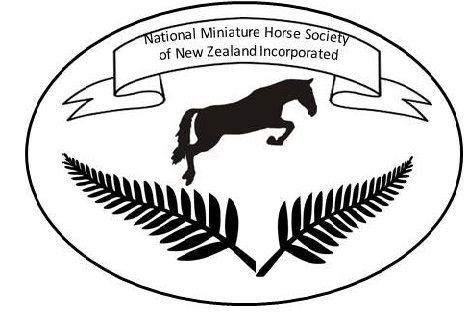 National Miniature Horse Society
of New Zealand Incorporated